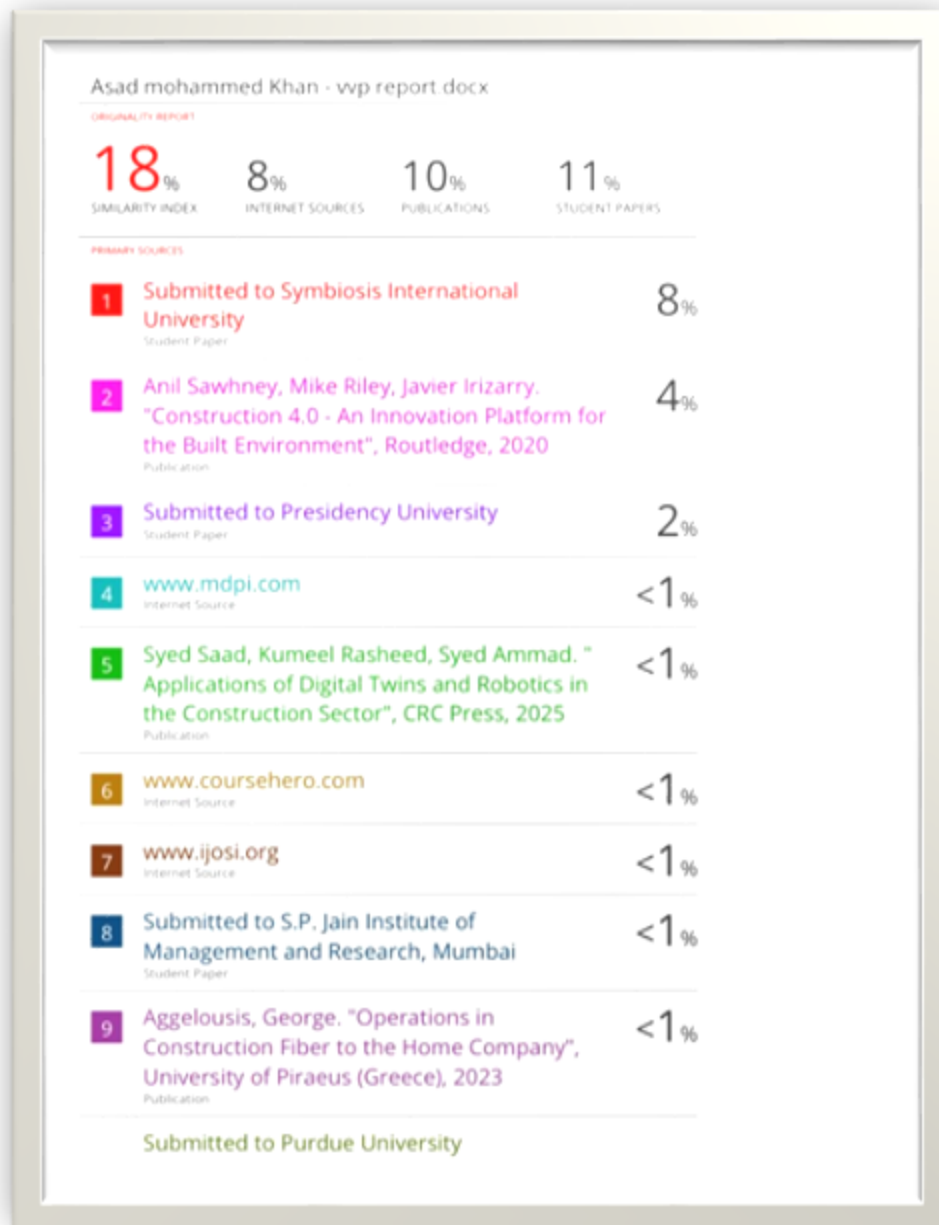 Asad mohammed Khan - vvp report.docx
ORIGINALITY REPORT
18% 8% 10% 11%
SIMILARITY INDEX INTERNET SOURCES PUBLICATIONS STUDENT PAPERS
PRIMARY SOURCES
1 Submitted to Symbiosis International 8%
University
Student Paper
2 Anil Sawhney, Mike Riley, Javier Irizarry. 4%
"Construction 4.0 - An Innovation Platform for
the Built Environment", Routledge, 2020
Publication
3 Submitted to Presidency University 2%
Student Paper
4 www.mdpi.com <1%
Internet Source
5 Syed Saad, Kumeel Rasheed, Syed Ammad. " <1%
Applications of Digital Twins and Robotics in
the Construction Sector", CRC Press, 2025
Publication
6 www.coursehero.com <1%
Internet Source
7 www.ijosi.org <1%
Internet Source
8 Submitted to S.P. Jain Institute of <1%
Management and Research, Mumbai
Student Paper
9 Aggelousis, George. "Operations in <1%
Construction Fiber to the Home Company",
University of Piraeus (Greece), 2023
Publication
Submitted to Purdue University